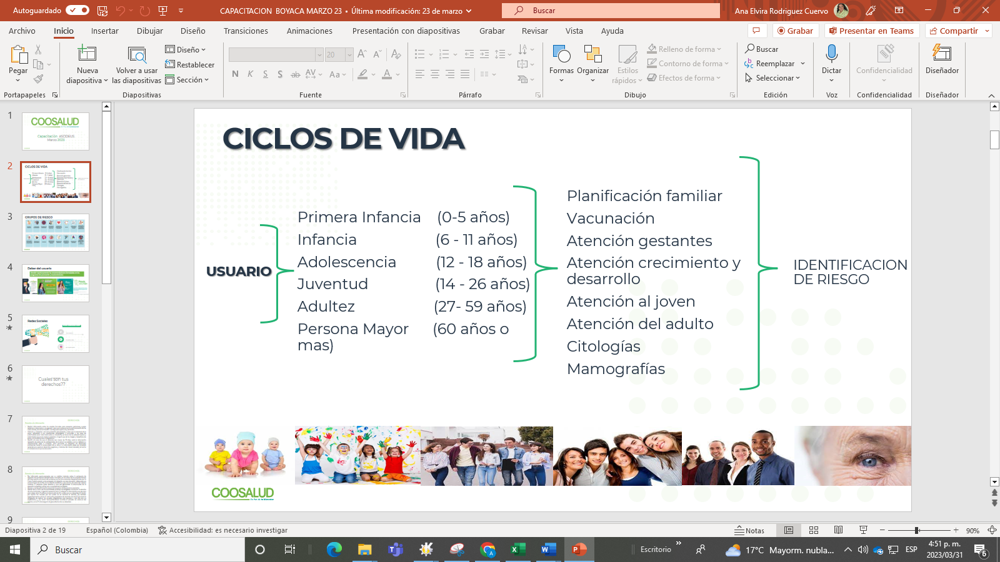 Autoguardado
CAPACITACION BOYACA MARZO 23 • Última modificación: 23 de marzo
Buscar
Ana Elvira Rodriguez Cuervo
Archivo Inicio Insertar Dibujar Diseño Transiciones Animaciones Presentación con diapositivas Grabar Revisar Vista Ayuda
Grabar Presentar en Teams Compartir
Pegar
Portapapeles
Nueva diapositiva
Volver a usar las diapositivas
Diseño
Restablecer
Sección
Diapositivas
20
N K S S ab AV Aa A
Fuente
Párrafo
Formas
Organizar
Estilos rápidos
Relleno de forma
Contorno de forma
Efectos de forma
Dibujo
Buscar
Reemplazar
Seleccionar
Edición
Dictar
Voz
Confidencialidad
Confidencialidad
Diseñador
Diseñador
1
COOSALUD
Capacitación ASODEUS
Marzo 2023
2
CICLOS DE VIDA
3
GRUPOS DE RIESGO
4
Deber del usuario
5
Redes Sociales
6
Cuales son tus
derechos??
7
8
9
CICLOS DE VIDA
USUARIO
Primera Infancia (0-5 años)
Infancia (6 - 11 años)
Adolescencia (12 - 18 años)
Juventud (14 - 26 años)
Adultez (27- 59 años)
Persona Mayor (60 años o
mas)
Planificación familiar
Vacunación
Atención gestantes
Atención crecimiento y
desarrollo
Atención al joven
Atención del adulto
Citologías
Mamografías
IDENTIFICACION
DE RIESGO
COOSALUD
Diapositiva 2 de 19 Español (Colombia) Accesibilidad: es necesario investigar
Notas
90%
Buscar
Escritorio
17°C Mayorm. nubla...
ESP
4:51 p. m.
2023/03/31
6